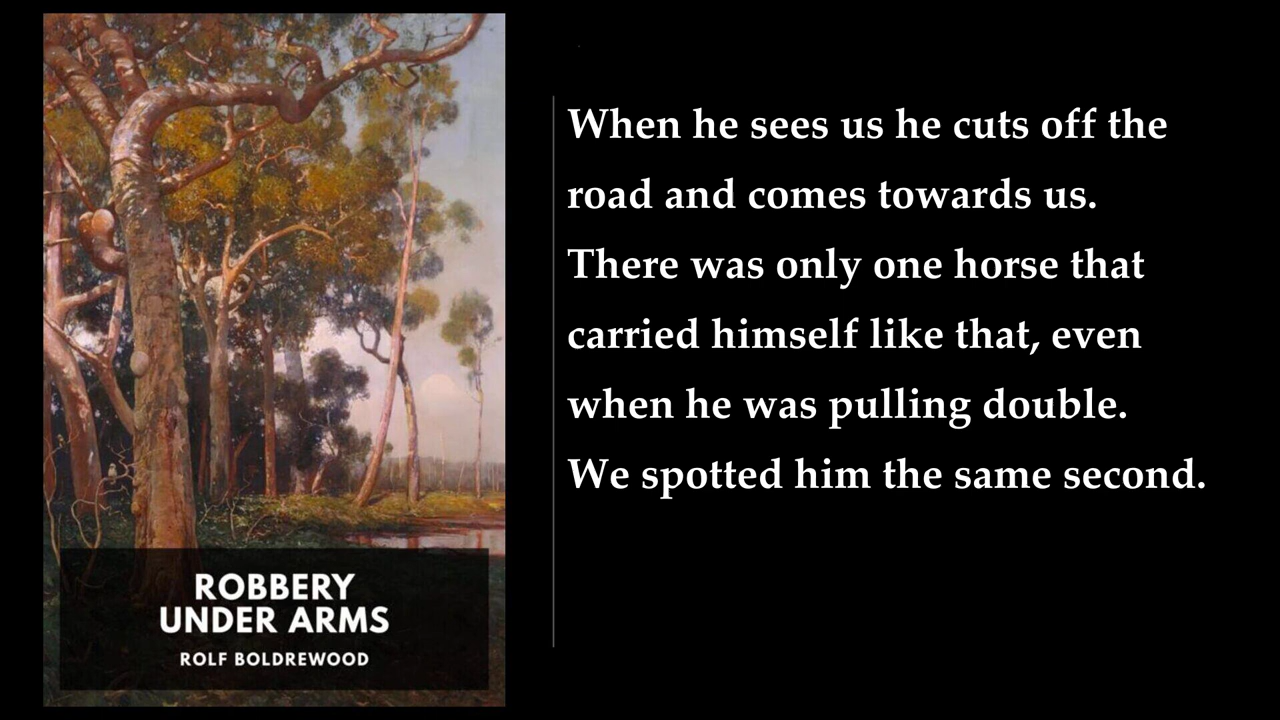 ROBBERY
UNDER ARMS
ROLF BOLDREWOOD
When he sees us he cuts off the
road and comes towards us.
There was only one horse that
carried himself like that, even
when he was pulling double.
We spotted him the same second.